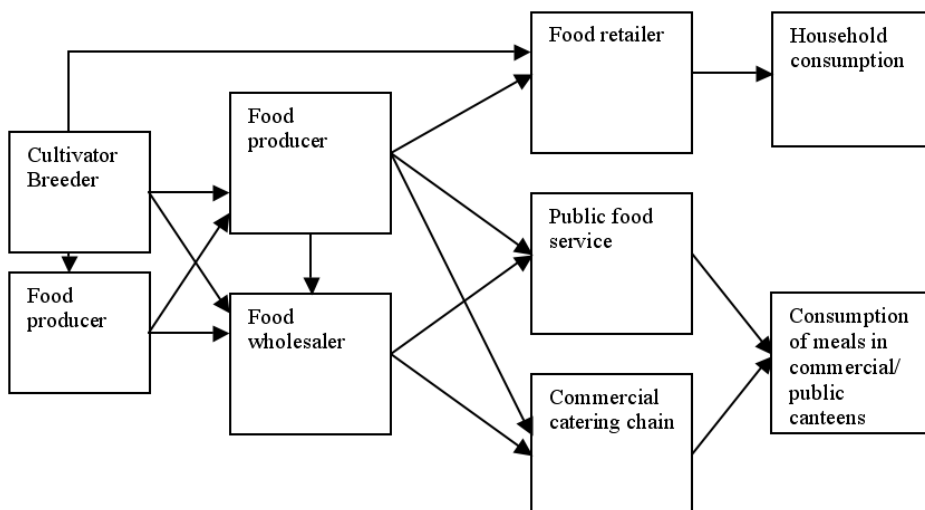 Food retailer
Household
consumption
Food
producer
Cultivator
Breeder
Public food
service
Food
producer
Food
wholesaler
Consumption
of meals in
commercial/
public
canteens
Commercial
catering chain